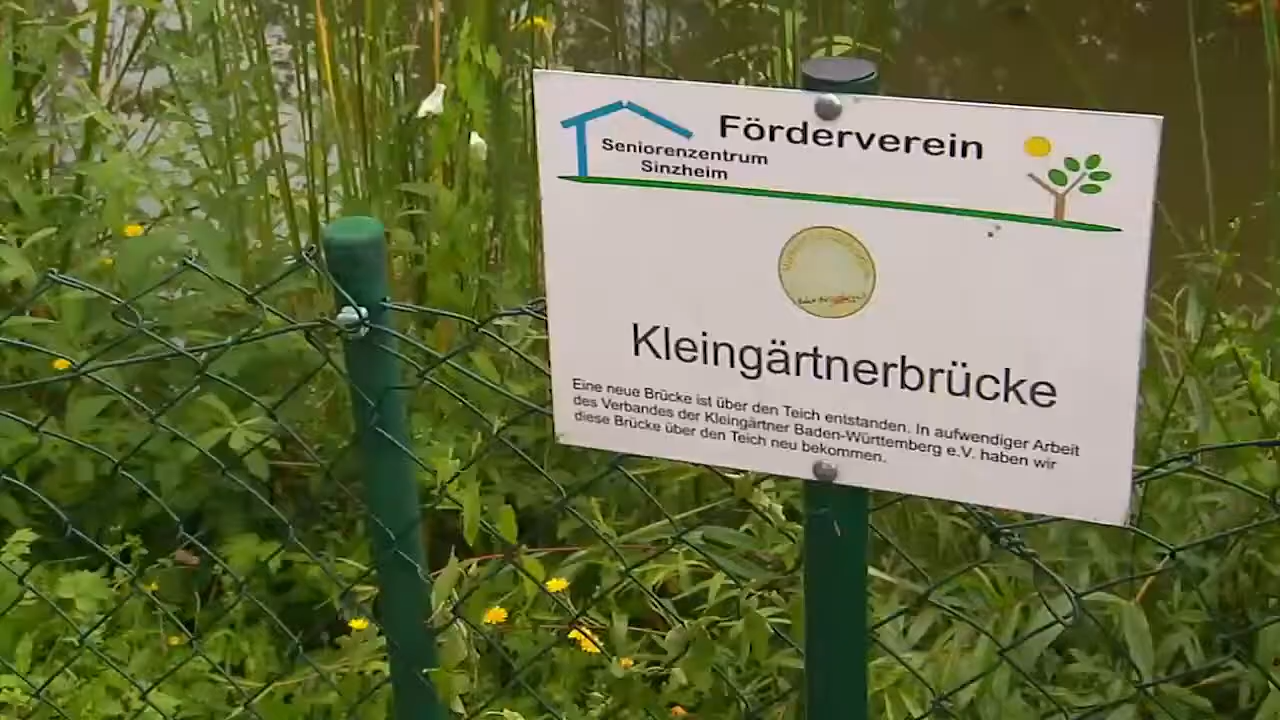 Förderverein
Seniorenzentrum
Sinzheim
Kleingärtnerbrücke
Eine neue Brücke ist über den Teich entstanden. In aufwendiger Arbeit
des Verbandes der Kleingärtner Baden-Württemberg e.V. haben wir
diese Brücke über den Teich neu bekommen.